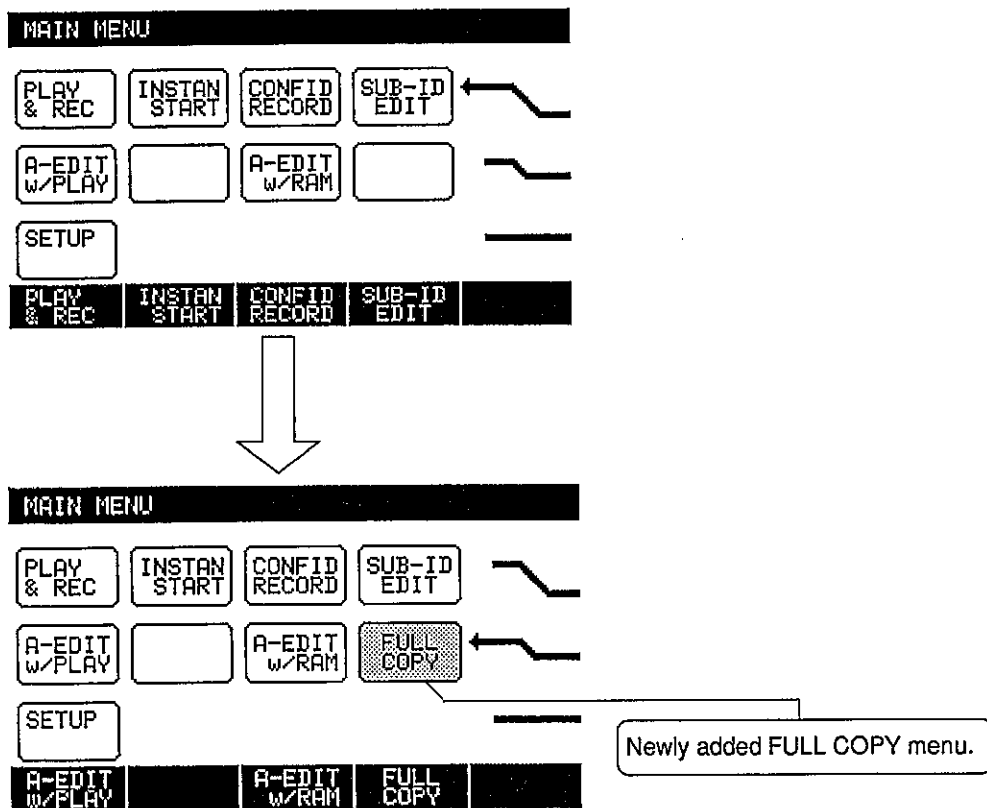 MAIN MENU
PLAY & REC
INSTAN START
CONFID RECORD
SUB-ID EDIT
A-EDIT w/PLAY
A-EDIT w/RAM
SETUP
PLAY & REC
INSTAN START
CONFID RECORD
SUB-ID EDIT
MAIN MENU
PLAY & REC
INSTAN START
CONFID RECORD
SUB-ID EDIT
A-EDIT w/PLAY
A-EDIT w/RAM
FULL COPY
SETUP
Newly added FULL COPY menu.
A-EDIT w/PLAY
A-EDIT w/RAM
FULL COPY